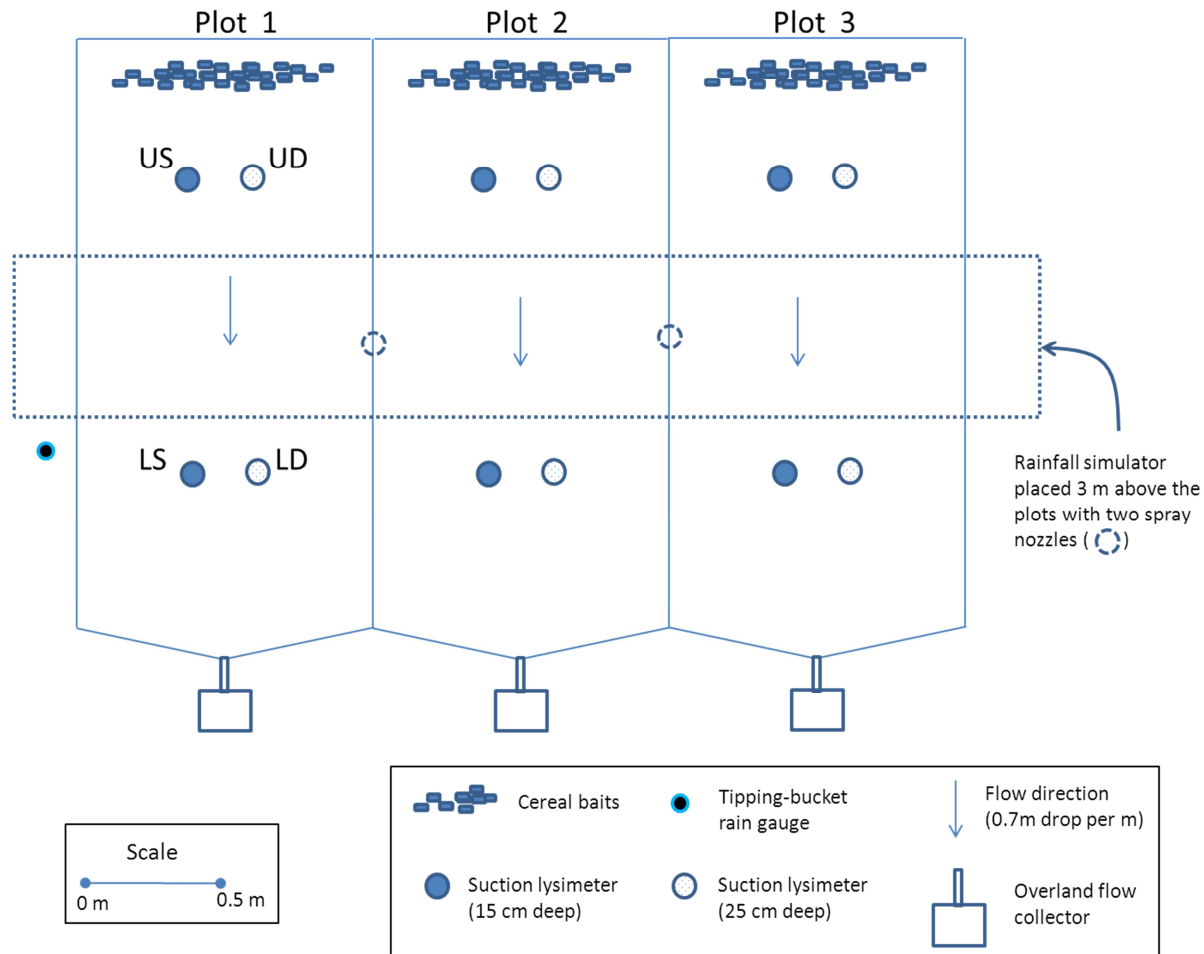 Plot 1
Plot 2
Plot 3
US
UD
LS
LD
Rainfall simulator
placed 3 m above the
plots with two spray
nozzles ( )
Scale
0 m
0.5 m
Cereal baits
Tipping-bucket
rain gauge
Flow direction
(0.7m drop per m)
Suction lysimeter
(15 cm deep)
Suction lysimeter
(25 cm deep)
Overland flow
collector